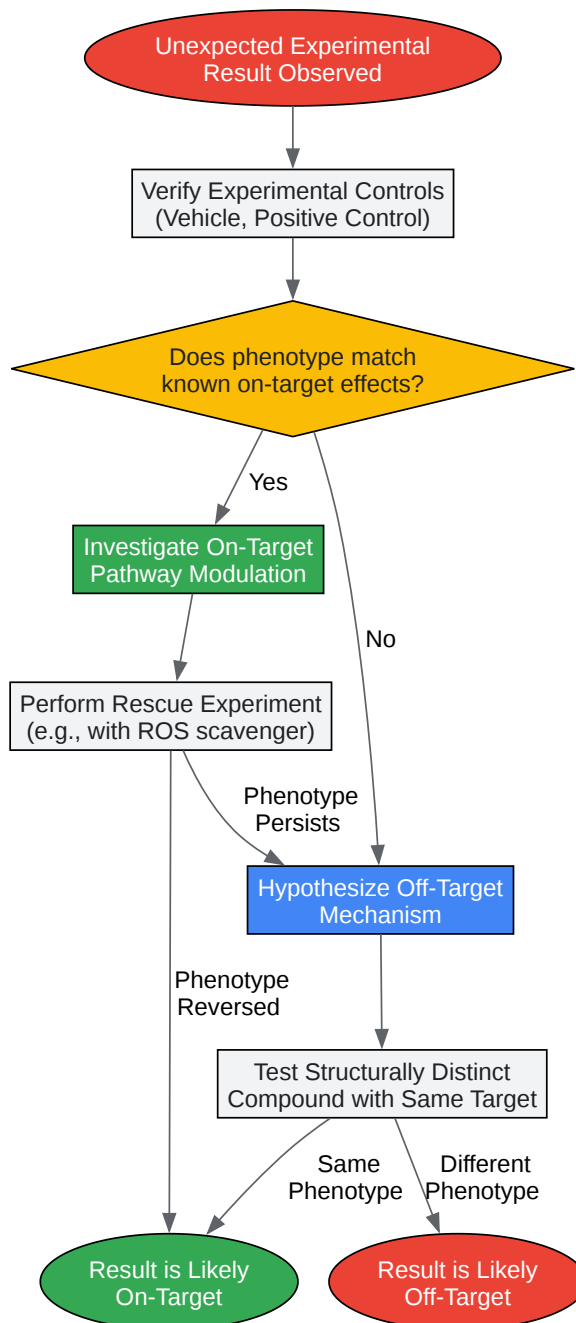 Unexpected Experimental
Result Observed
Verify Experimental Controls
(Vehicle, Positive Control)
Does phenotype match
known on-target effects?
Yes
Investigate On-Target
Pathway Modulation
No
Perform Rescue Experiment
(e.g., with ROS scavenger)
Phenotype
Persists
Hypothesize Off-Target
Mechanism
Phenotype
Reversed
Test Structurally Distinct
Compound with Same Target
Same
Phenotype
Different
Phenotype
Result is Likely
On-Target
Result is Likely
Off-Target